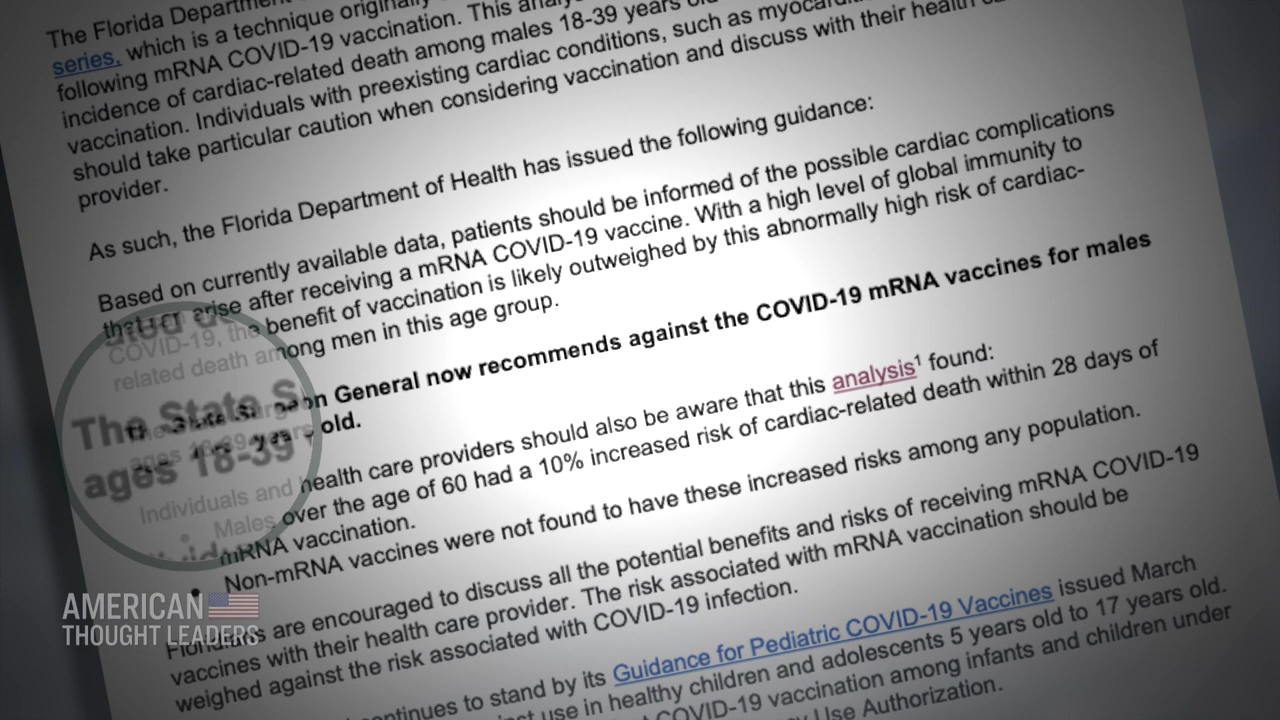 The Florida Department
series, which is a technique originally
following mRNA COVID-19 vaccination. This
incidence of cardiac-related death among males 18-39 years
vaccination. Individuals with preexisting cardiac conditions, such as
should take particular caution when considering vaccination and discuss with their health
provider.
As such, the Florida Department of Health has issued the following guidance:
Based on currently available data, patients should be informed of the possible cardiac complications
that can arise after receiving a mRNA COVID-19 vaccine. With a high level of global immunity to
COVID-19, the benefit of vaccination is likely outweighed by this abnormally high risk of cardiac-
related death among men in this age group.
The State Surgeon General now recommends against the COVID-19 mRNA vaccines for males
ages 18-39 years old.
The State S
ages 18-39
Individuals and health care providers should also be aware that this analysis¹ found:
• Males over the age of 60 had a 10% increased risk of cardiac-related death within 28 days of
mRNA vaccination.
• Non-mRNA vaccines were not found to have these increased risks among any population.
are encouraged to discuss all the potential benefits and risks of receiving mRNA COVID-19
vaccines with their health care provider. The risk associated with mRNA vaccination should be
weighed against the risk associated with COVID-19 infection.
continues to stand by its Guidance for Pediatric COVID-19 Vaccines issued March
use in healthy children and adolescents 5 years old to 17 years old.
COVID-19 vaccination among infants and children under
Use Authorization.
AMERICAN
THOUGHT LEADERS